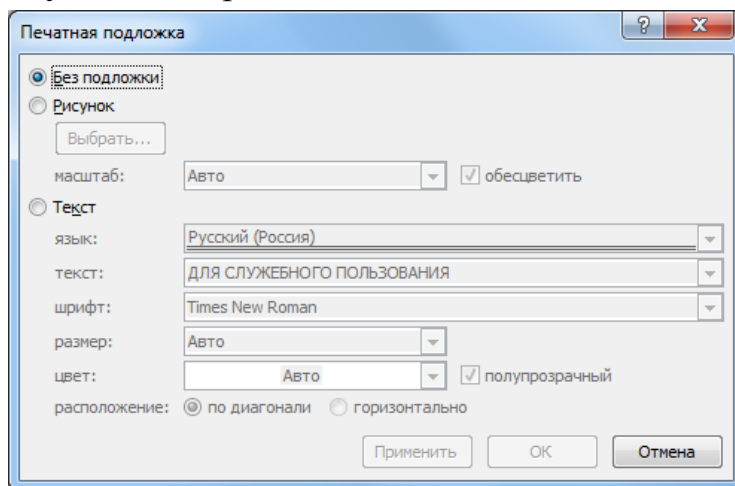 Печатная подложка
Без подложки
Рисунок
Выбрать...
масштаб: Авто обесцветить
Текст
язык: Русский (Россия)
текст: ДЛЯ СЛУЖЕБНОГО ПОЛЬЗОВАНИЯ
шрифт: Times New Roman
размер: Авто
цвет: Авто полупрозрачный
расположение: по диагонали горизонтально
Применить ОК Отмена